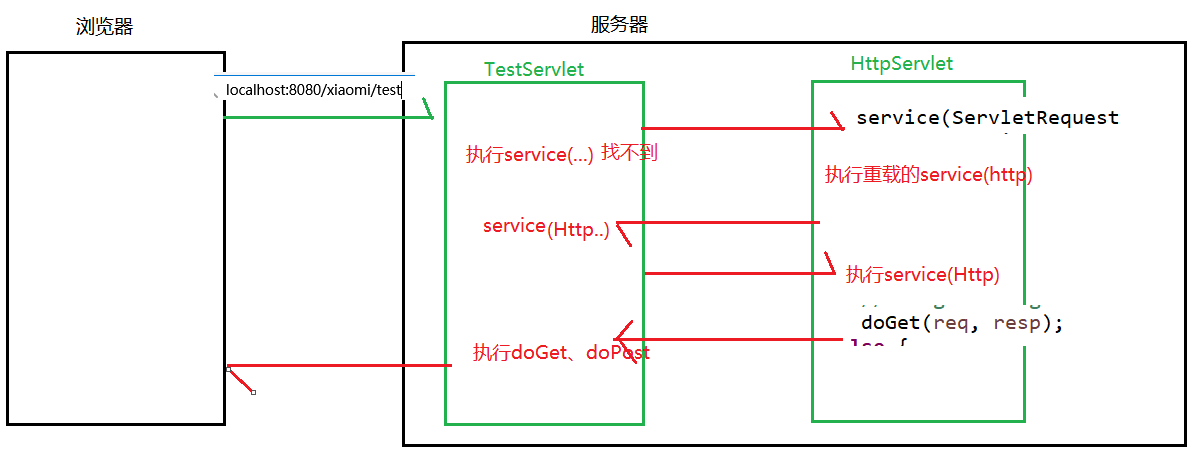 浏览器
服务器
TestServlet
HttpServlet
localhost:8080/xiaomi/test
service(ServletRequest
执行service(...) 找不到
执行重载的service(http)
service(Http..)
执行service(Http)
doGet(req, resp);
执行doGet、doPost